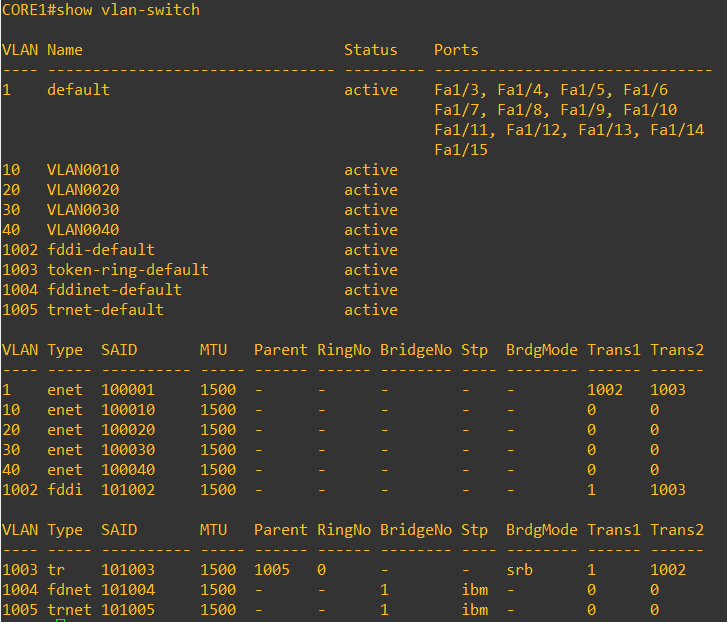 CORE1#show vlan-switch
VLAN Name                             Status    Ports
---- -------------------------------- --------- -------------------------------
1    default                          active    Fa1/3, Fa1/4, Fa1/5, Fa1/6
                                                Fa1/7, Fa1/8, Fa1/9, Fa1/10
                                                Fa1/11, Fa1/12, Fa1/13, Fa1/14
                                                Fa1/15
10   VLAN0010                         active
20   VLAN0020                         active
30   VLAN0030                         active
40   VLAN0040                         active
1002 fddi-default                     active
1003 token-ring-default               active
1004 fddinet-default                  active
1005 trnet-default                    active
VLAN Type  SAID       MTU   Parent RingNo BridgeNo Stp  BrdgMode Trans1 Trans2
---- ----- ---------- ----- ------ ------ -------- ---- -------- ------ ------
1    enet  100001     1500  -      -      -        -    -        1002   1003
10   enet  100010     1500  -      -      -        -    -        0      0
20   enet  100020     1500  -      -      -        -    -        0      0
30   enet  100030     1500  -      -      -        -    -        0      0
40   enet  100040     1500  -      -      -        -    -        0      0
1002 fddi  101002     1500  -      -      -        -    -        1      1003
VLAN Type  SAID       MTU   Parent RingNo BridgeNo Stp  BrdgMode Trans1 Trans2
---- ----- ---------- ----- ------ ------ -------- ---- -------- ------ ------
1003 tr    101003     1500  1005   0      -        -    srb      1      1002
1004 fdnet 101004     1500  -      -      1        ibm  -        0      0
1005 trnet 101005     1500  -      -      1        ibm  -        0      0